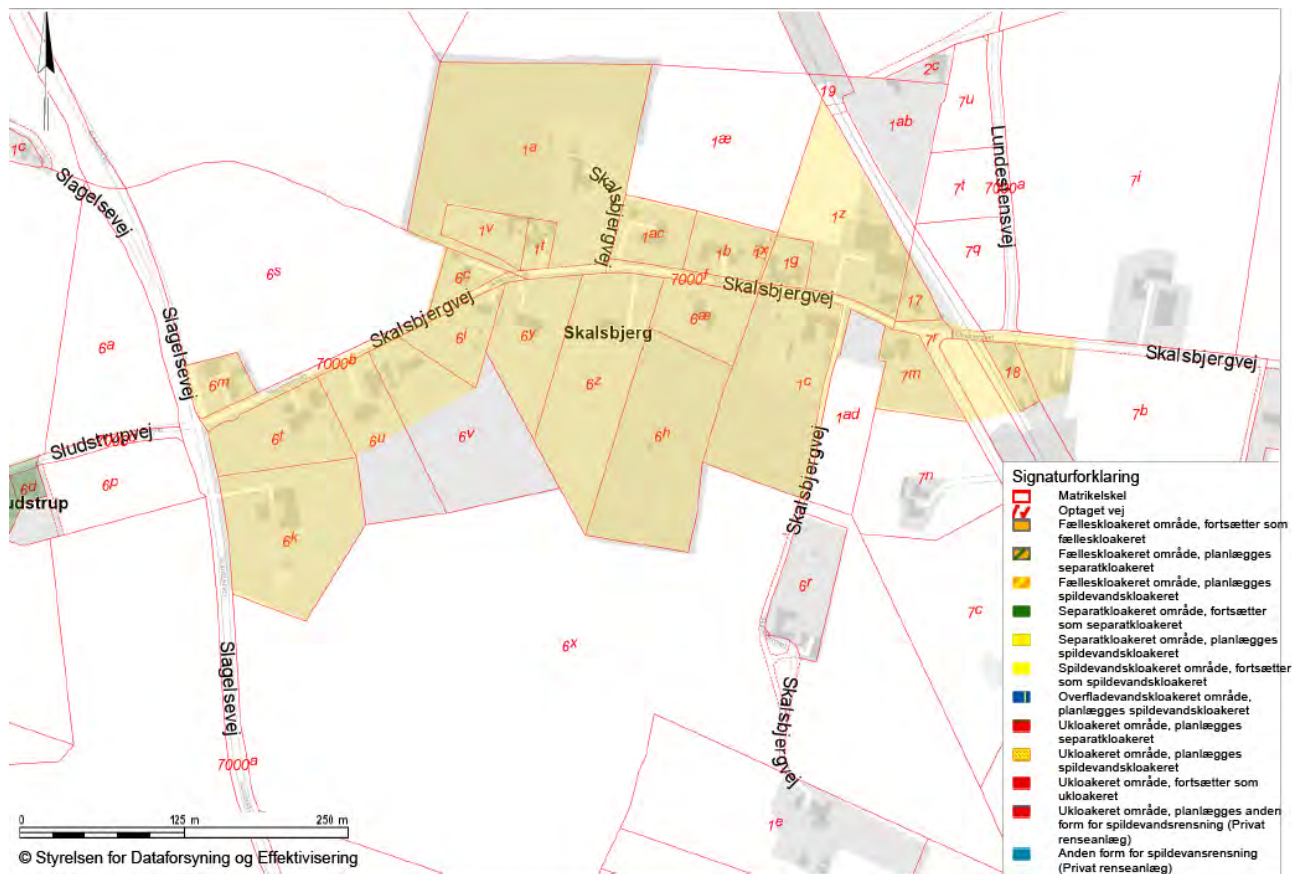 2c
19
7u
1ab
1æ
1a
1c
Slagelsevej
Lundestensvej
7t
7000a
7i
Skalsbjergvej
1z
7q
1v
1t
1ac
1b
1x
1g
6s
6c
7000f
Skalsbjergvej
17
Skalsbjergvej
6l
6y
Skalsbjerg
6æ
7r
Skalsbjergvej
6a
Slagelsevej
7000b
6m
6z
1c
7m
18
7b
1ad
6t
6u
6v
6h
Sludstrupvej
6d
6p
udstrup
7n
Skalsbjergvej
6k
6r
7c
6x
Slagelsevej
Skalsbjergvej
7000a
1e
Signaturforklaring
Matrikelskel
Optaget vej
Fælleskloakeret område, fortsætter som
fælleskloakeret
Fælleskloakeret område, planlægges
separatkloakeret
Fælleskloakeret område, planlægges
spildevandskloakeret
Separatkloakeret område, fortsætter
som separatkloakeret
Separatkloakeret område, planlægges
spildevandskloakeret
Spildevandskloakeret område, fortsætter
som spildevandskloakeret
Overfladevandskloakeret område,
planlægges spildevandskloakeret
Ukloakeret område, planlægges
separatkloakeret
Ukloakeret område, planlægges
spildevandskloakeret
Ukloakeret område, fortsætter som
ukloakeret
Ukloakeret område, planlægges anden
form for spildevandsrensning (Privat
renseanlæg)
Anden form for spildevansrensning
(Privat renseanlæg)
0 125 m 250 m
© Styrelsen for Dataforsyning og Effektivisering